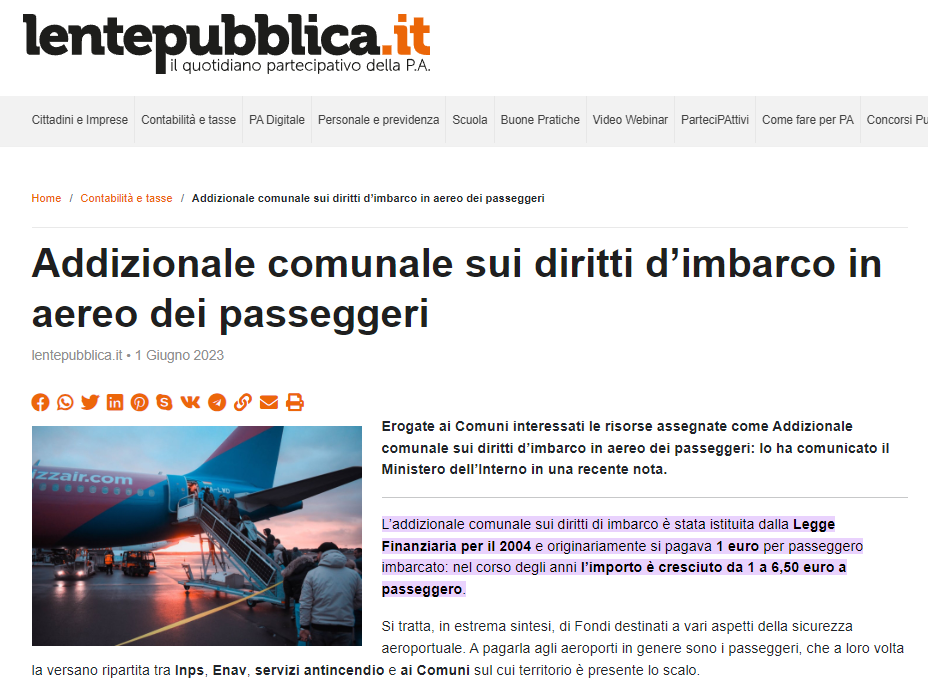 lentepubblica.it
il quotidiano partecipativo della P.A.
Cittadini e Imprese
Contabilità e tasse
PA Digitale
Personale e previdenza
Scuola
Buone Pratiche
Video Webinar
ParteciPAttivi
Come fare per PA
Concorsi Pu
Home / Contabilità e tasse / Addizionale comunale sui diritti d’imbarco in aereo dei passeggeri
Addizionale comunale sui diritti d’imbarco in
aereo dei passeggeri
lentepubblica.it • 1 Giugno 2023
izzair.com
Erogate ai Comuni interessati le risorse assegnate come Addizionale
comunale sui diritti d’imbarco in aereo dei passeggeri: lo ha comunicato il
Ministero dell’Interno in una recente nota.
L’addizionale comunale sui diritti di imbarco è stata istituita dalla Legge
Finanziaria per il 2004 e originariamente si pagava 1 euro per passeggero
imbarcato: nel corso degli anni l’importo è cresciuto da 1 a 6,50 euro a
passeggero.
Si tratta, in estrema sintesi, di Fondi destinati a vari aspetti della sicurezza
aeroportuale. A pagarla agli aeroporti in genere sono i passeggeri, che a loro volta
la versano ripartita tra Inps, Enav, servizi antincendio e ai Comuni sul cui territorio è presente lo scalo.